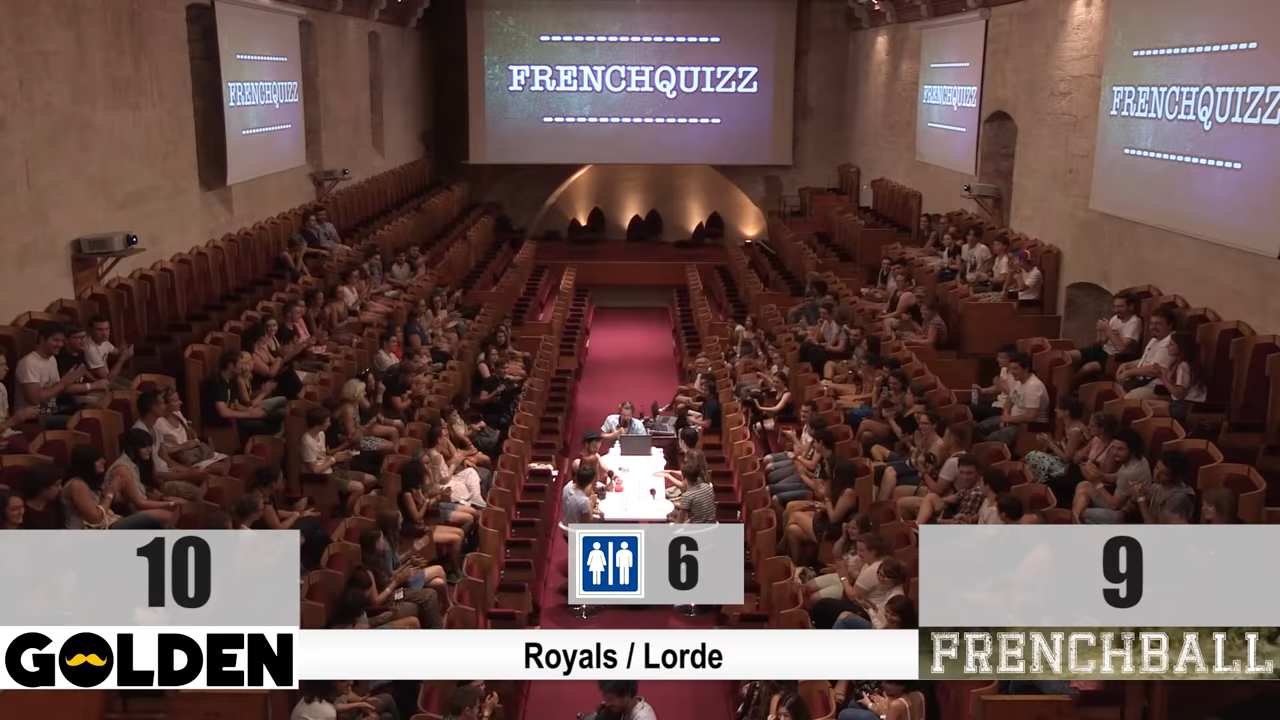 FRENCHQUIZZ
FRENCHQUIZZ
FRENCHQUIZZ
FRENCHQUIZZ
10
6
9
GOLDEN
Royals / Lorde
FRENCHBALL